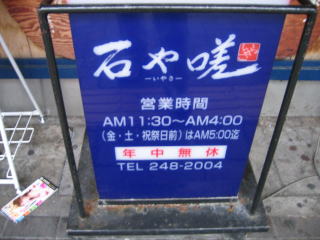 石や嗟
ーいやさー
営業時間
AM11:30～AM4:00
（金・土・祝祭日前）はAM5:00迄
年中無休
TEL 248-2004